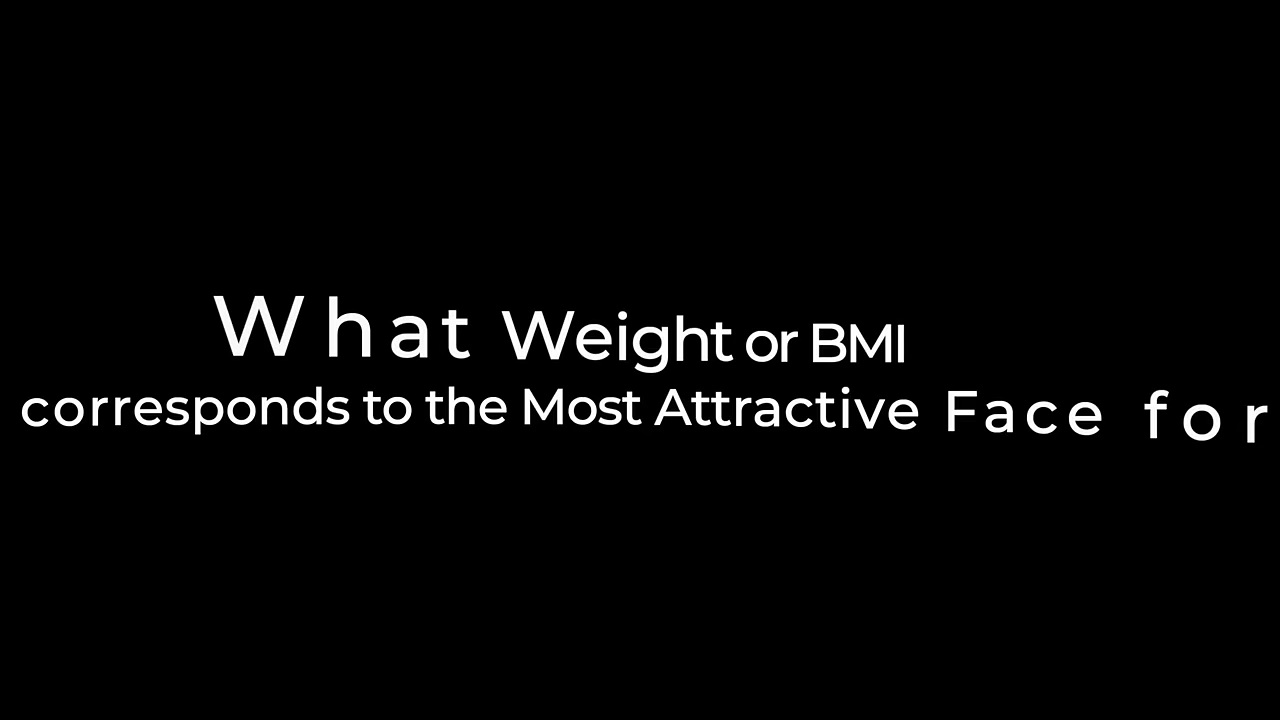 What Weight or BMI
corresponds to the Most Attractive Face for